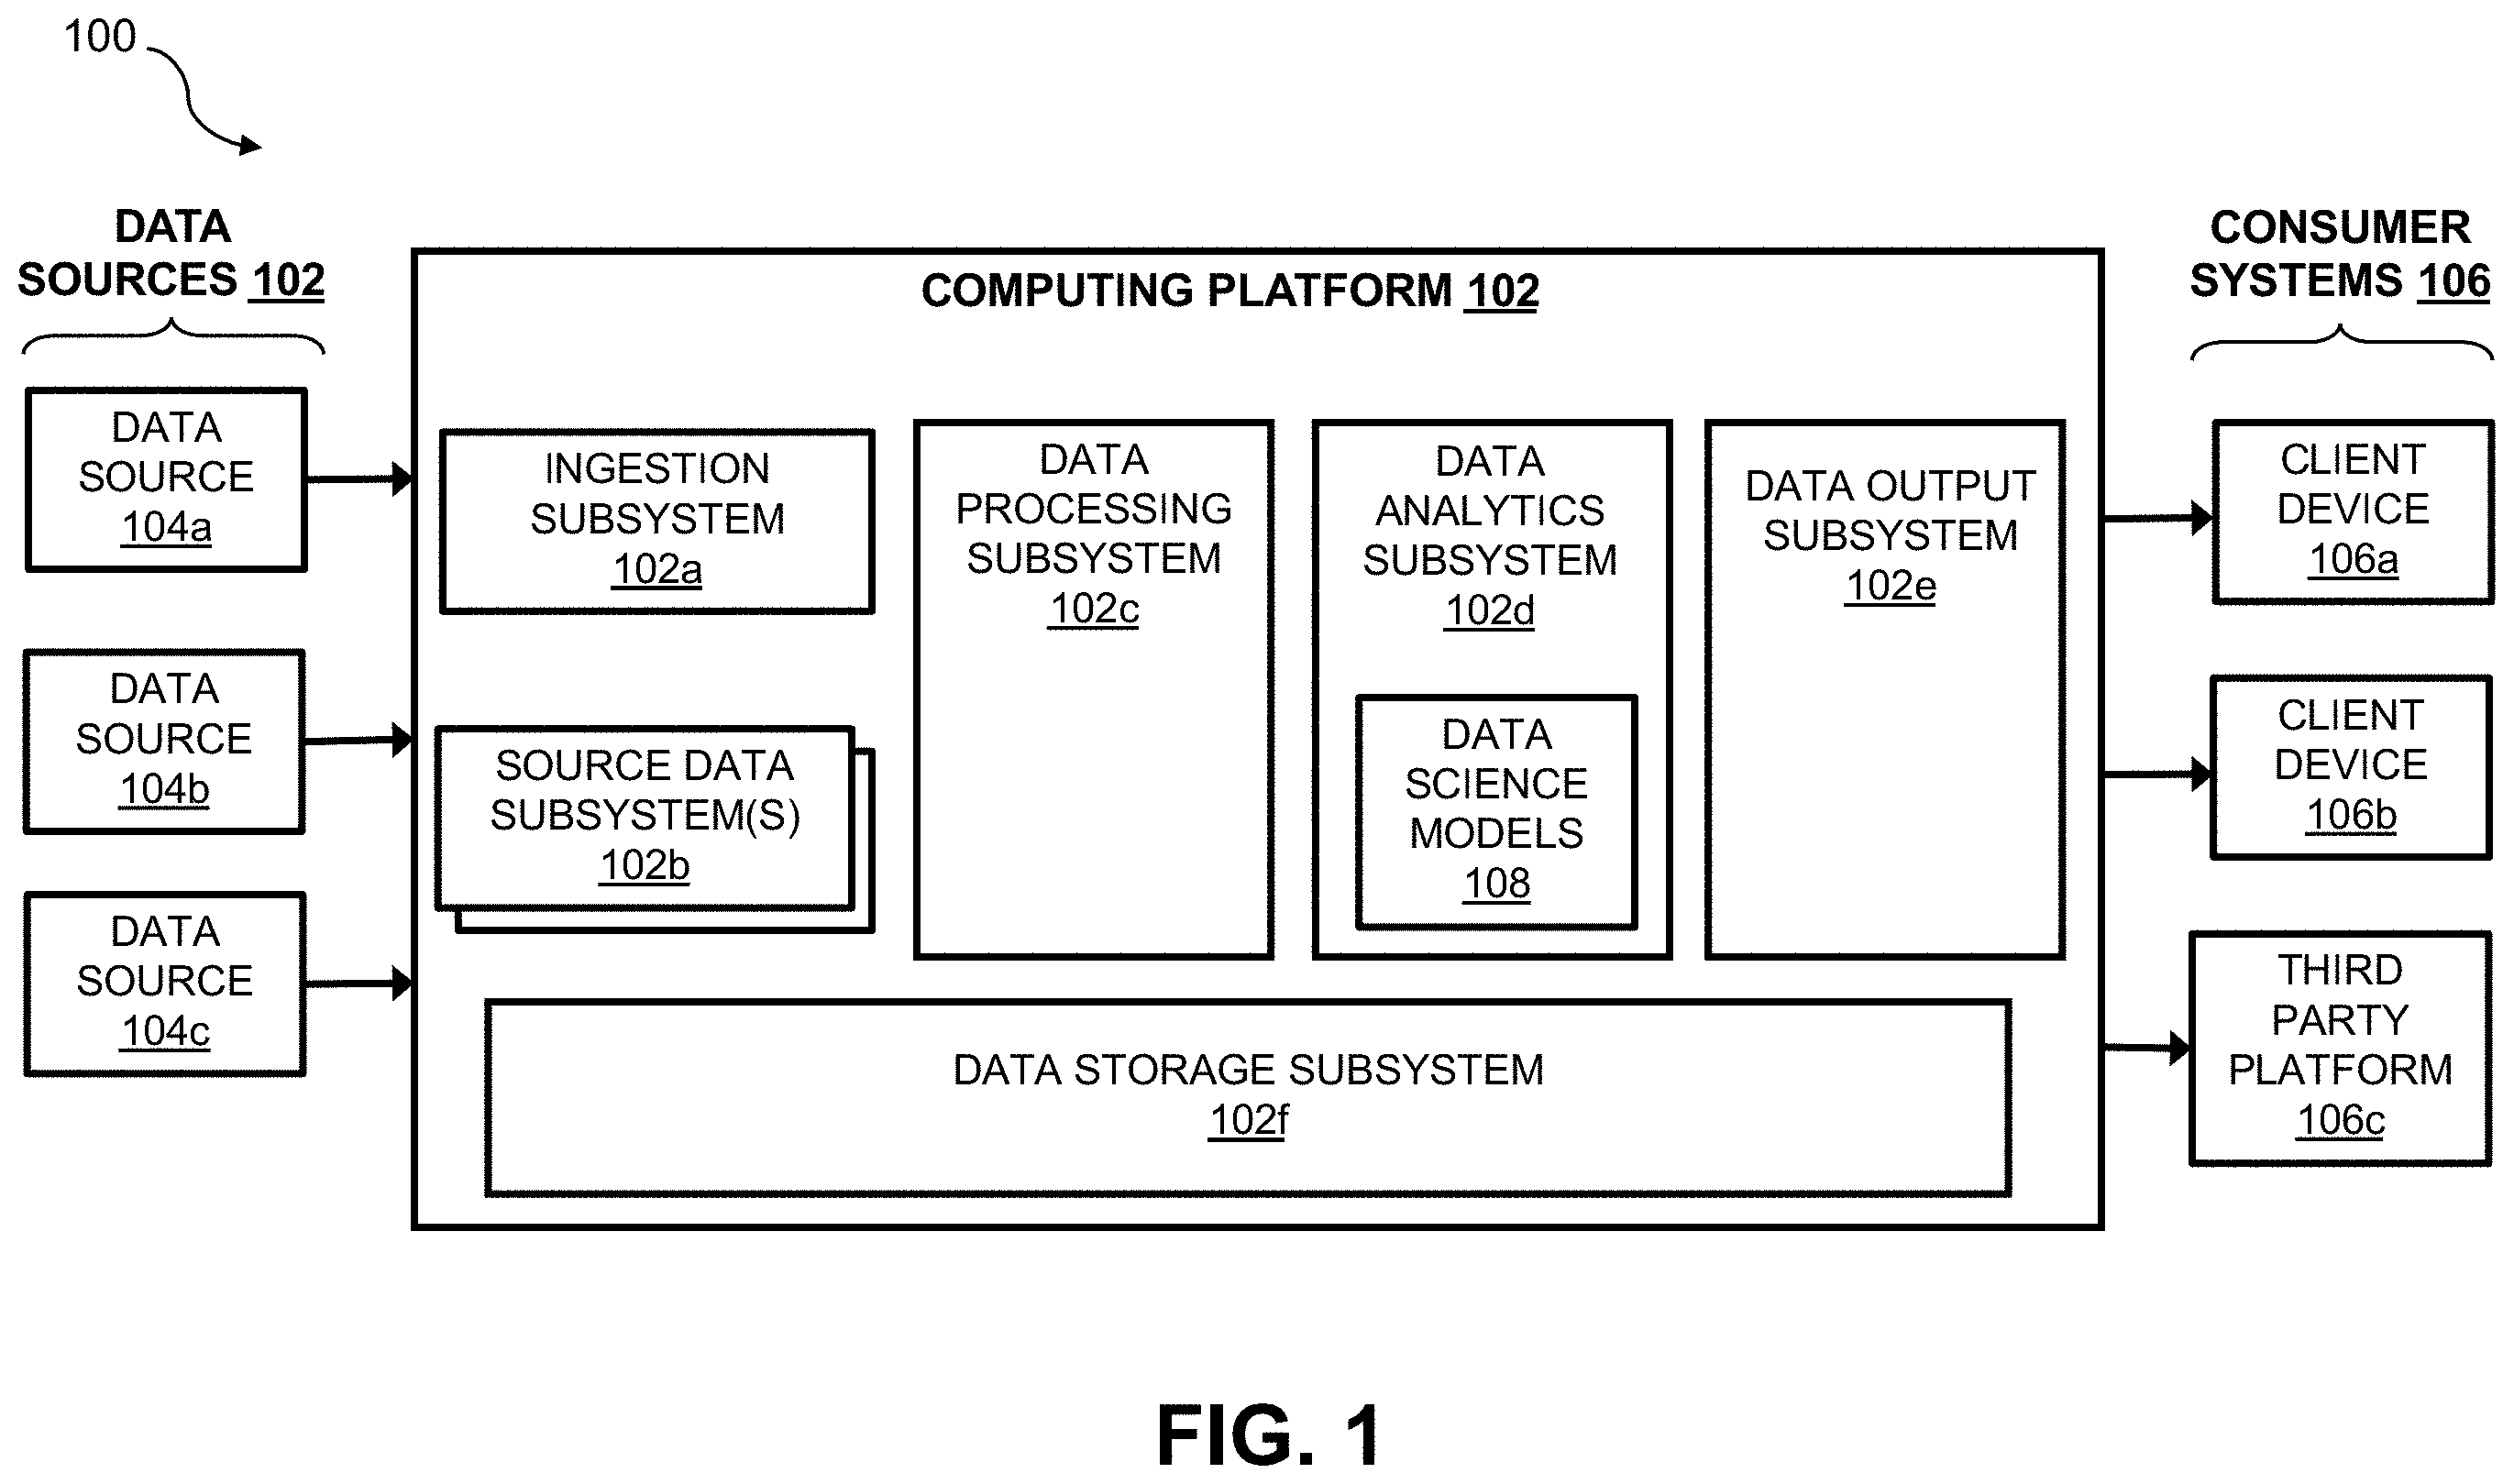 100
DATA
SOURCES 102
DATA
SOURCE
104a
DATA
SOURCE
104b
DATA
SOURCE
104c
COMPUTING PLATFORM 102
INGESTION
SUBSYSTEM
102a
SOURCE DATA
SUBSYSTEM(S)
102b
DATA
PROCESSING
SUBSYSTEM
102c
DATA
ANALYTICS
SUBSYSTEM
102d
DATA
SCIENCE
MODELS
108
DATA OUTPUT
SUBSYSTEM
102e
DATA STORAGE SUBSYSTEM
102f
CONSUMER
SYSTEMS 106
CLIENT
DEVICE
106a
CLIENT
DEVICE
106b
THIRD
PARTY
PLATFORM
106c
FIG. 1